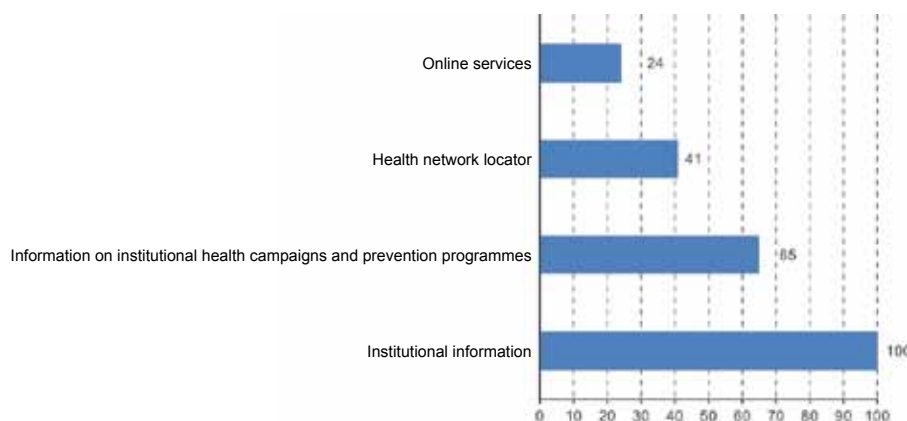 Online services
24
Health network locator
41
Information on institutional health campaigns and prevention programmes
65
Institutional information
100
0 10 20 30 40 50 60 70 80 90 100